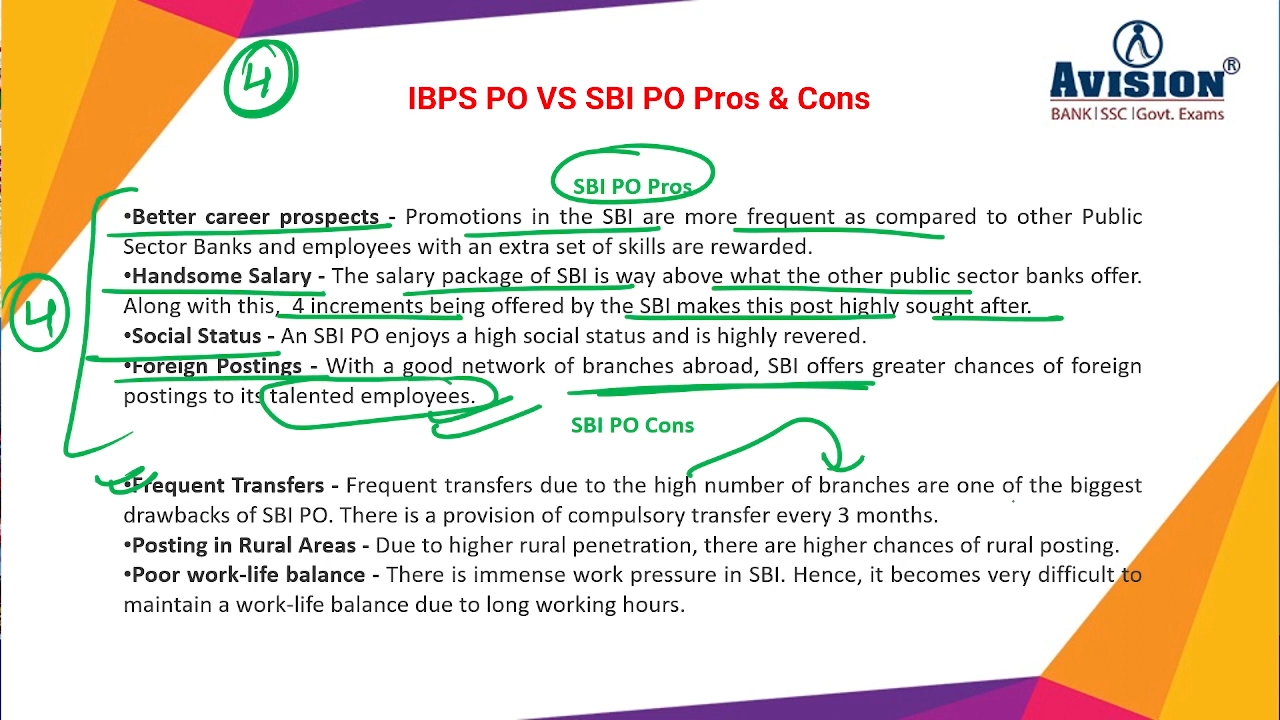 4
AVISION®
IBPS PO VS SBI PO Pros & Cons
BANK|SSC|Govt. Exams
SBI PO Pros
•Better career prospects - Promotions in the SBI are more frequent as compared to other Public
Sector Banks and employees with an extra set of skills are rewarded.
•Handsome Salary - The salary package of SBI is way above what the other public sector banks offer.
4
Along with this, 4 increments being offered by the SBI makes this post highly sought after.
•Social Status - An SBI PO enjoys a high social status and is highly revered.
•Foreign Postings - With a good network of branches abroad, SBI offers greater chances of foreign
postings to its talented employees.
SBI PO Cons
•Frequent Transfers - Frequent transfers due to the high number of branches are one of the biggest
drawbacks of SBI PO. There is a provision of compulsory transfer every 3 months.
•Posting in Rural Areas - Due to higher rural penetration, there are higher chances of rural posting.
•Poor work-life balance - There is immense work pressure in SBI. Hence, it becomes very difficult to
maintain a work-life balance due to long working hours.